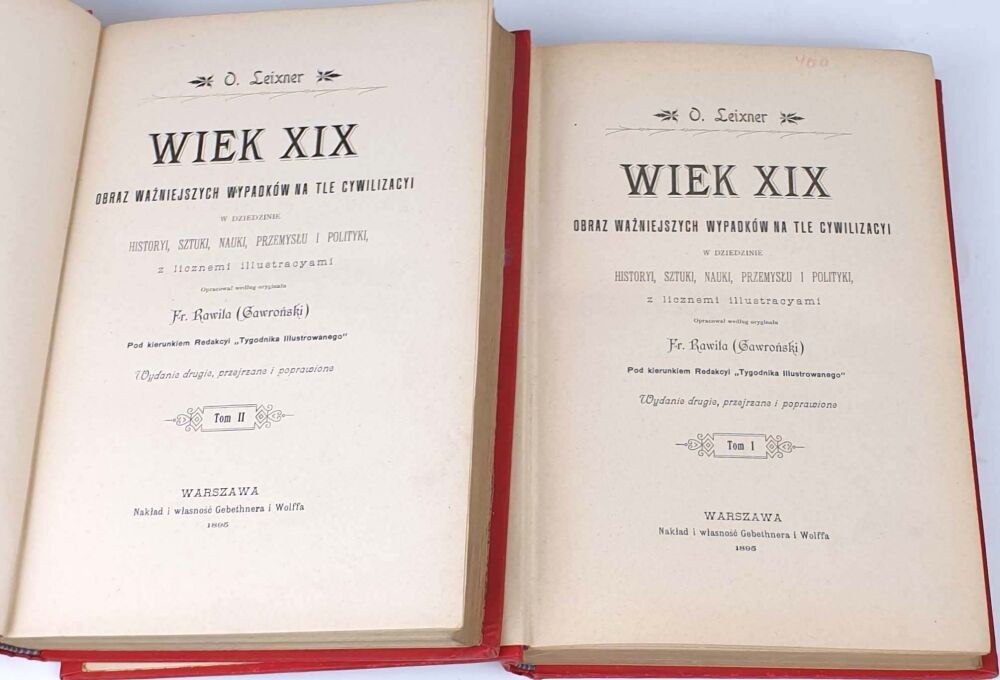 O. Leixner
WIEK XIX
OBRAZ WAŻNIEJSZYCH WYPADKÓW NA TLE CYWILIZACYI
W DZIEDZINIE
HISTORYI, SZTUKI, NAUKI, PRZEMYSŁU I POLITYKI,
z licznemi illustracyami
Opracował według oryginału
Fr. Rawita (Gawroński)
Pod kierunkiem Redakcyi „Tygodnika Illustrowanego"
Wydanie drugie, przejrzane i poprawione
Tom II
WARSZAWA
Nakład i własność Gebethnera i Wolffa
1895
400
O. Leixner
WIEK XIX
OBRAZ WAŻNIEJSZYCH WYPADKÓW NA TLE CYWILIZACYI
W DZIEDZINIE
HISTORYI, SZTUKI, NAUKI, PRZEMYSŁU I POLITYKI,
z licznemi illustracyami
Opracował według oryginału
Fr. Rawita (Gawroński)
Pod kierunkiem Redakcyi „Tygodnika Illustrowanego"
Wydanie drugie, przejrzane i poprawione
Tom I
WARSZAWA
Nakład i własność Gebethnera i Wolffa
1895